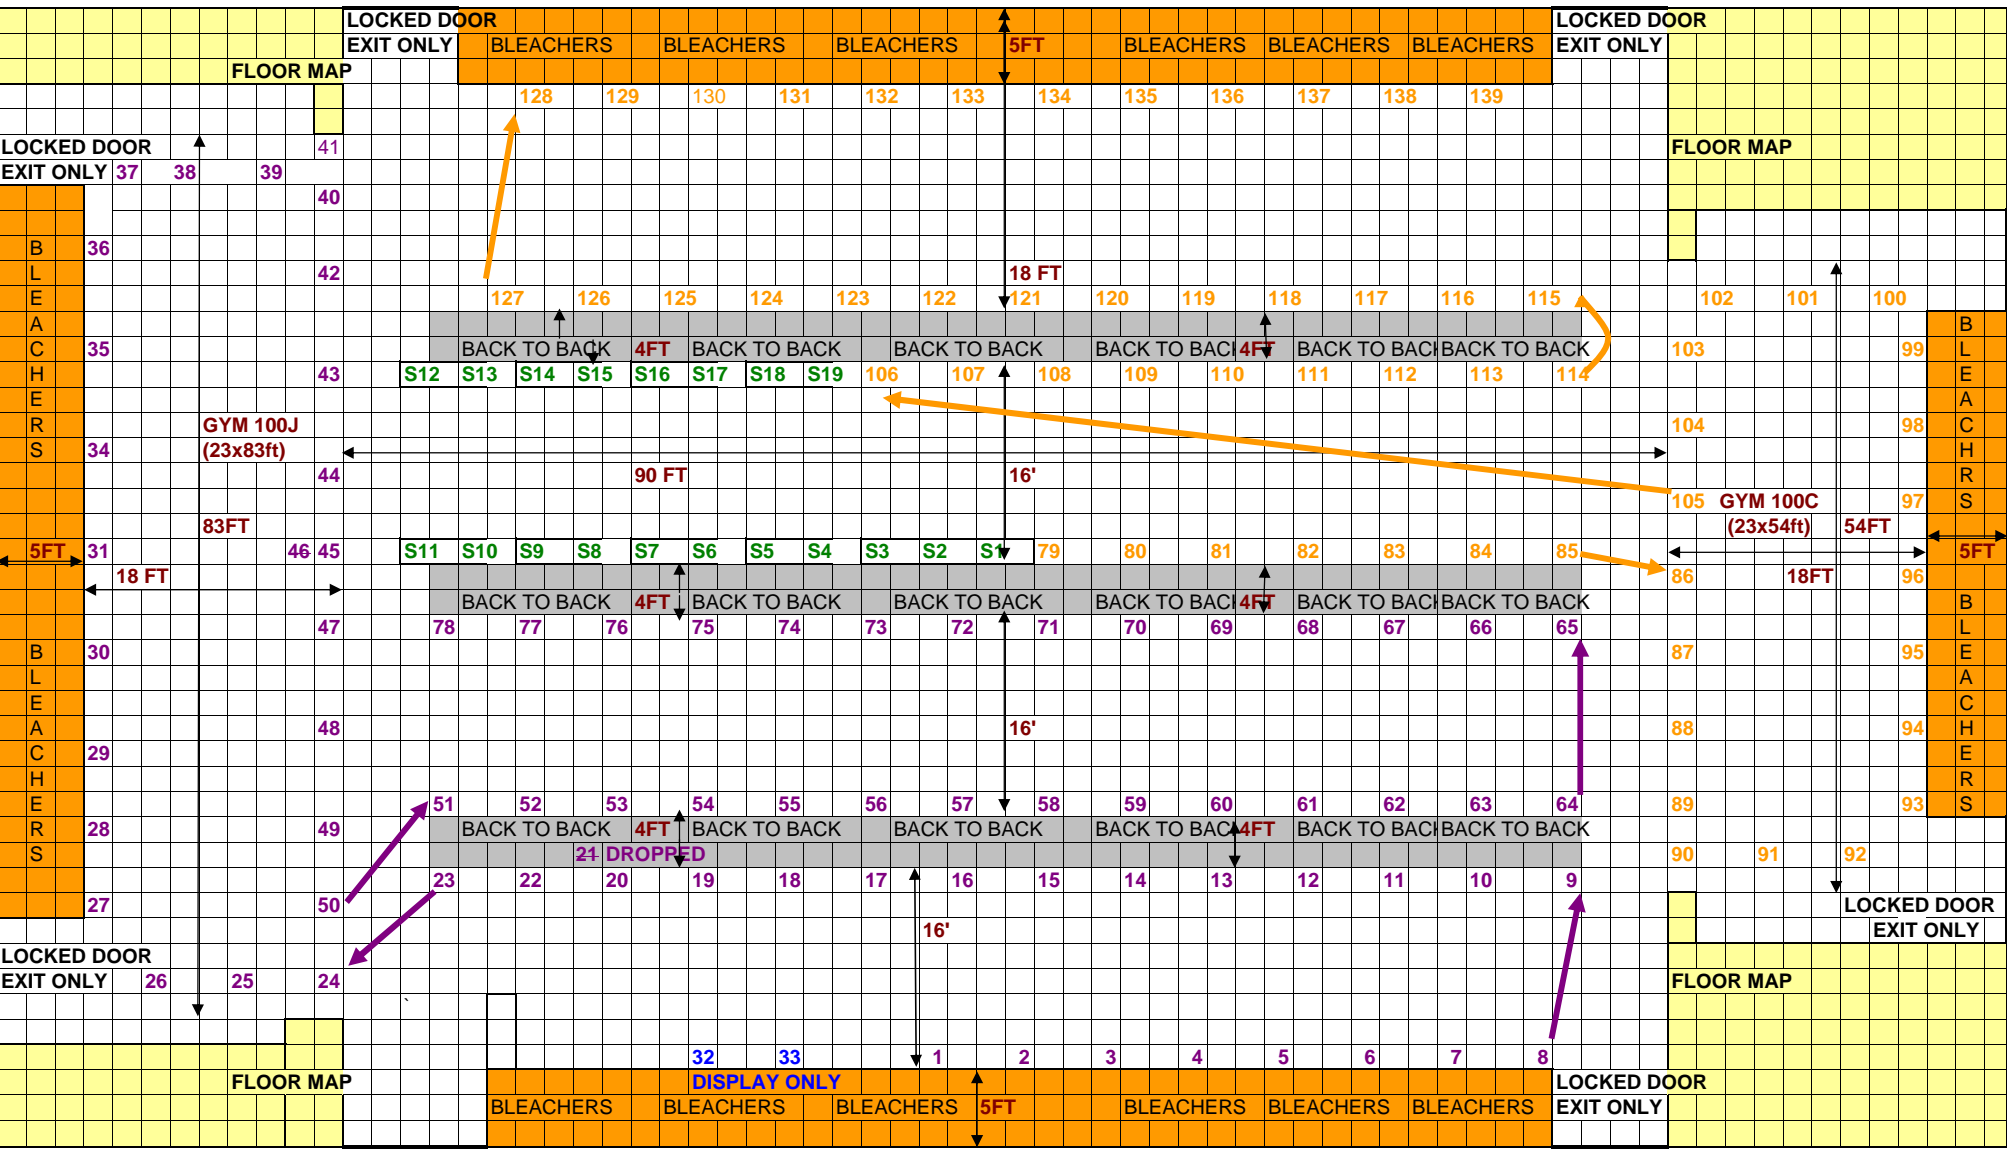 LOCKED DOOR LOCKED DOOR
EXIT ONLY BLEACHERS BLEACHERS BLEACHERS 5FT BLEACHERS BLEACHERS BLEACHERS EXIT ONLY
FLOOR MAP
128 129 130 131 132 133 134 135 136 137 138 139
LOCKED DOOR 41 FLOOR MAP
EXIT ONLY 37 38 39
40
B 36
L 42 18 FT
E 127 126 125 124 123 122 121 120 119 118 117 116 115 102 101 100
A B
C 35 BACK TO BACK 4FT BACK TO BACK BACK TO BACK BACK TO BACK 4FT BACK TO BACK BACK TO BACK 103 99 L
H 43 S12 S13 S14 S15 S16 S17 S18 S19 106 107 108 109 110 111 112 113 114 E
E A
R GYM 100J 104 98 C
S 34 (23x83ft) H
44 90 FT 16' R
105 GYM 100C 97 S
83FT (23x54ft) 54FT
5FT 31 46 45 S11 S10 S9 S8 S7 S6 S5 S4 S3 S2 S1 79 80 81 82 83 84 85 5FT
18 FT 86 18FT 96
BACK TO BACK 4FT BACK TO BACK BACK TO BACK BACK TO BACK 4FT BACK TO BACK BACK TO BACK B
47 78 77 76 75 74 73 72 71 70 69 68 67 66 65 L
B 30 87 95 E
L A
E C
A 48 16' 88 94 H
C 29 E
H R
E 51 52 53 54 55 56 57 58 59 60 61 62 63 64 89 93 S
R 28 49 BACK TO BACK 4FT BACK TO BACK BACK TO BACK BACK TO BACK 4FT BACK TO BACK BACK TO BACK
S 21 DROPPED 90 91 92
23 22 20 19 18 17 16 15 14 13 12 11 10 9
27 50 LOCKED DOOR
16' EXIT ONLY
LOCKED DOOR
EXIT ONLY 26 25 24 FLOOR MAP
`
32 33 1 2 3 4 5 6 7 8
FLOOR MAP DISPLAY ONLY LOCKED DOOR
BLEACHERS BLEACHERS BLEACHERS 5FT BLEACHERS BLEACHERS BLEACHERS EXIT ONLY